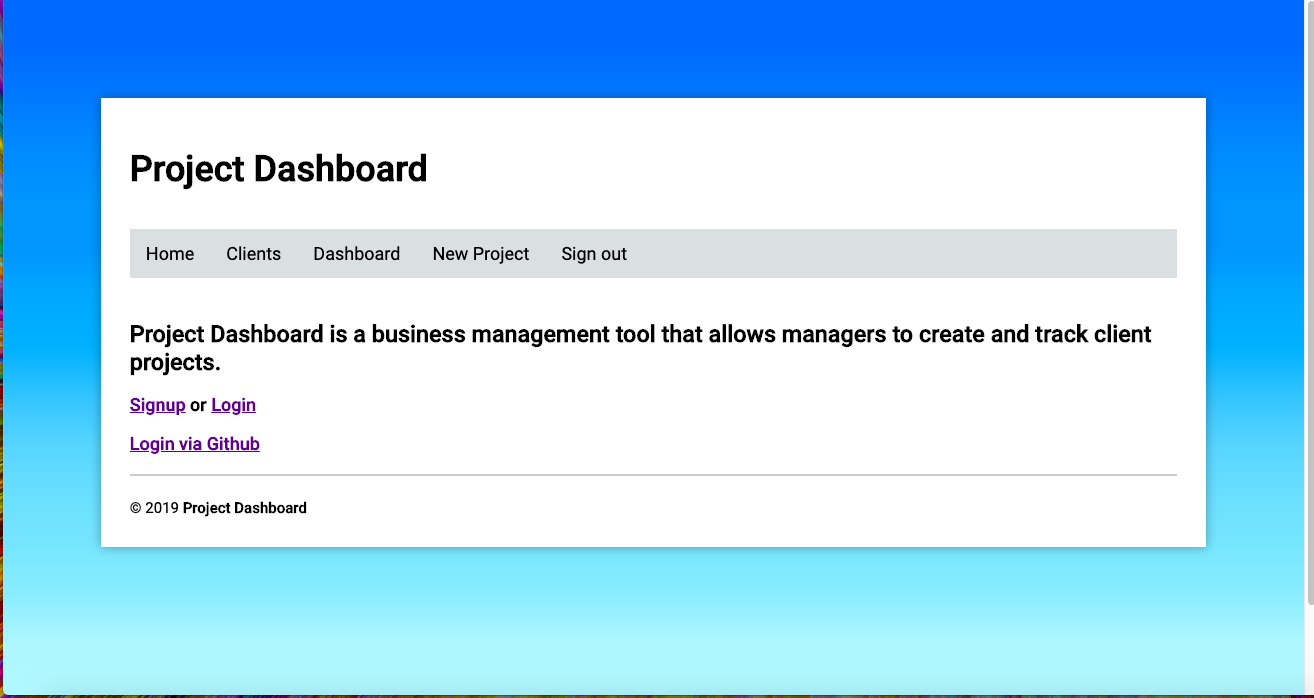 Project Dashboard
Home Clients Dashboard New Project Sign out
Project Dashboard is a business management tool that allows managers to create and track client
projects.
Signup or Login
Login via Github
© 2019 Project Dashboard